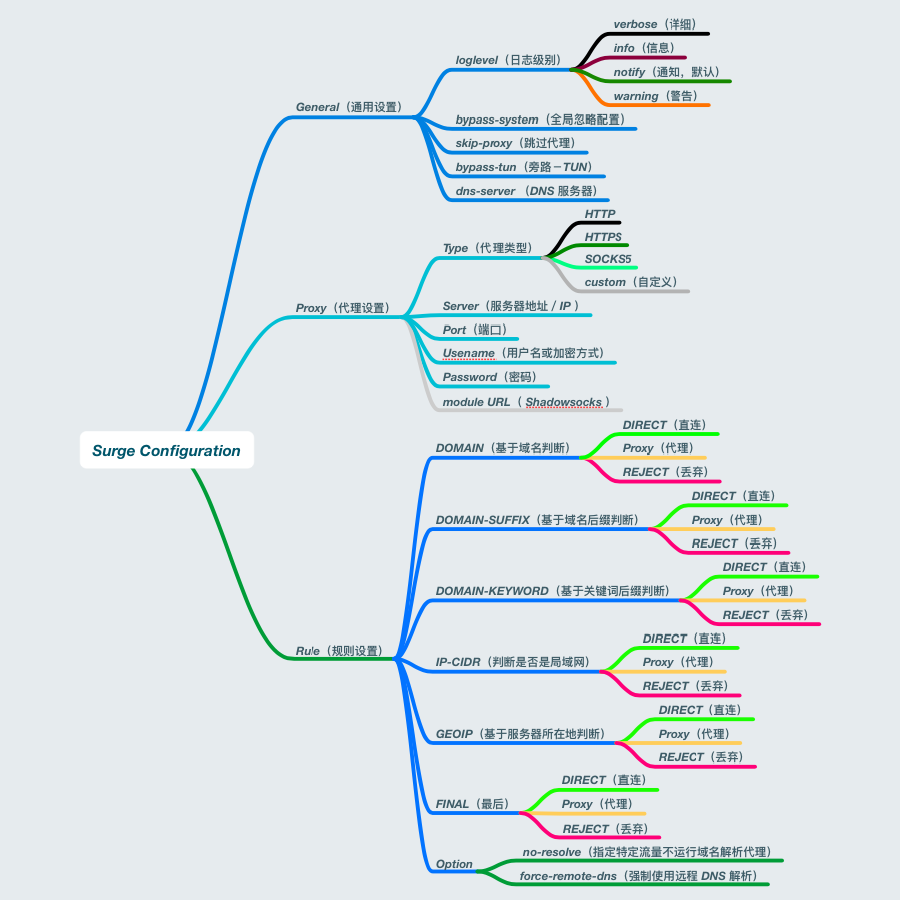 Surge Configuration
General（通用设置）
loglevel（日志级别）
verbose（详细）
info（信息）
notify（通知，默认）
warning（警告）
bypass-system（全局忽略配置）
skip-proxy（跳过代理）
bypass-tun（旁路－TUN）
dns-server （DNS 服务器）
Proxy（代理设置）
Type（代理类型）
HTTP
HTTPS
SOCKS5
custom（自定义）
Server（服务器地址 / IP ）
Port（端口）
Usename（用户名或加密方式）
Password（密码）
module URL（ Shadowsocks ）
Rule（规则设置）
DOMAIN（基于域名判断）
DIRECT（直连）
Proxy（代理）
REJECT（丢弃）
DOMAIN-SUFFIX（基于域名后缀判断）
DIRECT（直连）
Proxy（代理）
REJECT（丢弃）
DOMAIN-KEYWORD（基于关键词后缀判断）
DIRECT（直连）
Proxy（代理）
REJECT（丢弃）
IP-CIDR（判断是否是局域网）
DIRECT（直连）
Proxy（代理）
REJECT（丢弃）
GEOIP（基于服务器所在地判断）
DIRECT（直连）
Proxy（代理）
REJECT（丢弃）
FINAL（最后）
DIRECT（直连）
Proxy（代理）
REJECT（丢弃）
Option
no-resolve（指定特定流量不运行域名解析代理）
force-remote-dns（强制使用远程 DNS 解析）